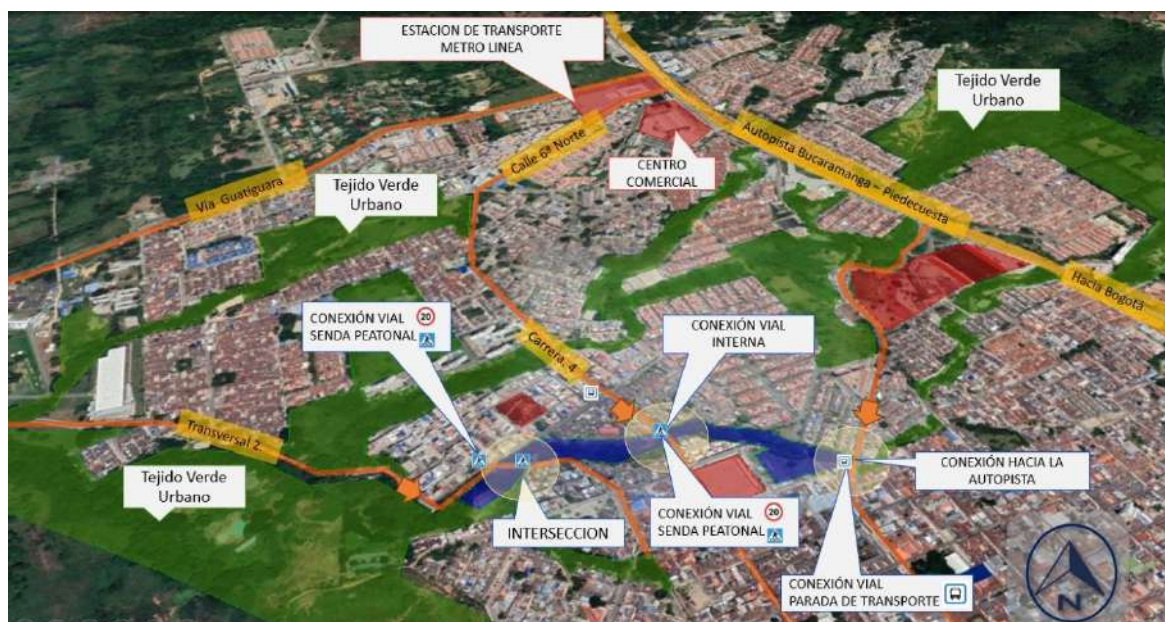 ESTACION DE TRANSPORTE
METRO LINEA
Tejido Verde
Urbano
Autopista Bucaramanga – Piedecuesta
Calle 6ª Norte
CENTRO
COMERCIAL
Via Guatiguara
Tejido Verde
Urbano
Hacia Bogotá
CONEXIÓN VIAL 20
SENDA PEATONAL
CONEXIÓN VIAL
INTERNA
Carrera. 4
Transversal 2.
Tejido Verde
Urbano
CONEXIÓN HACIA LA
AUTOPISTA
INTERSECCION
CONEXIÓN VIAL 20
SENDA PEATONAL
CONEXIÓN VIAL
PARADA DE TRANSPORTE
N